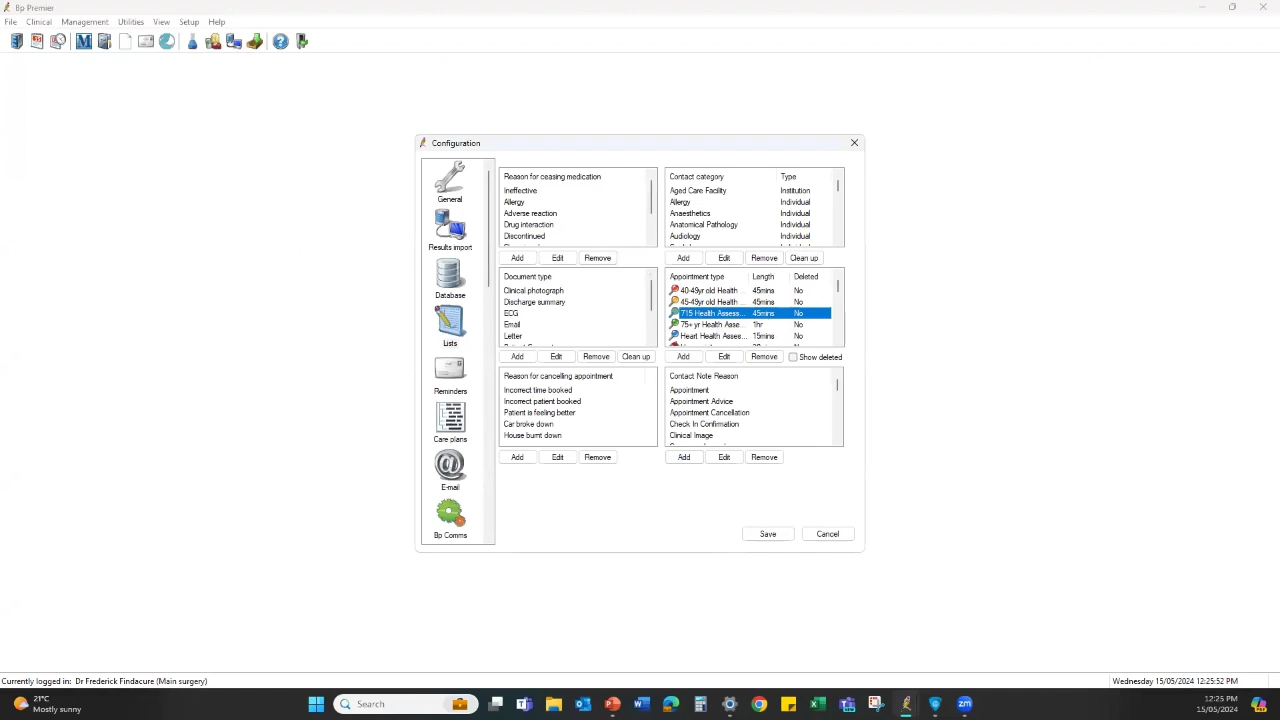 Bp Premier
File Clinical Management Utilities View Setup Help
Configuration
General
Results import
Database
Lists
Reminders
Care plans
E-mail
Bp Comms
Reason for ceasing medication
Ineffective
Allergy
Adverse reaction
Drug interaction
Discontinued
Add Edit Remove
Contact category Type
Aged Care Facility Institution
Allergy Individual
Anaesthetics Individual
Anatomical Pathology Individual
Audiology Individual
Add Edit Remove Clean up
Document type
Clinical photograph
Discharge summary
ECG
Email
Letter
Add Edit Remove Clean up
Appointment type Length Deleted
40-49yr old Health ... 45mins No
45-49yr old Health ... 45mins No
715 Health Assess... 45mins No
75+ yr Health Asse... 1hr No
Heart Health Asses... 15mins No
Add Edit Remove Show deleted
Reason for cancelling appointment
Incorrect time booked
Incorrect patient booked
Patient is feeling better
Car broke down
House burnt down
Add Edit Remove
Contact Note Reason
Appointment
Appointment Advice
Appointment Cancellation
Check In Confirmation
Clinical Image
Add Edit Remove
Save Cancel
Currently logged in: Dr Frederick Findacure (Main surgery) Wednesday 15/05/2024 12:25:52 PM
21°C
Mostly sunny
Search
12:25 PM
15/05/2024